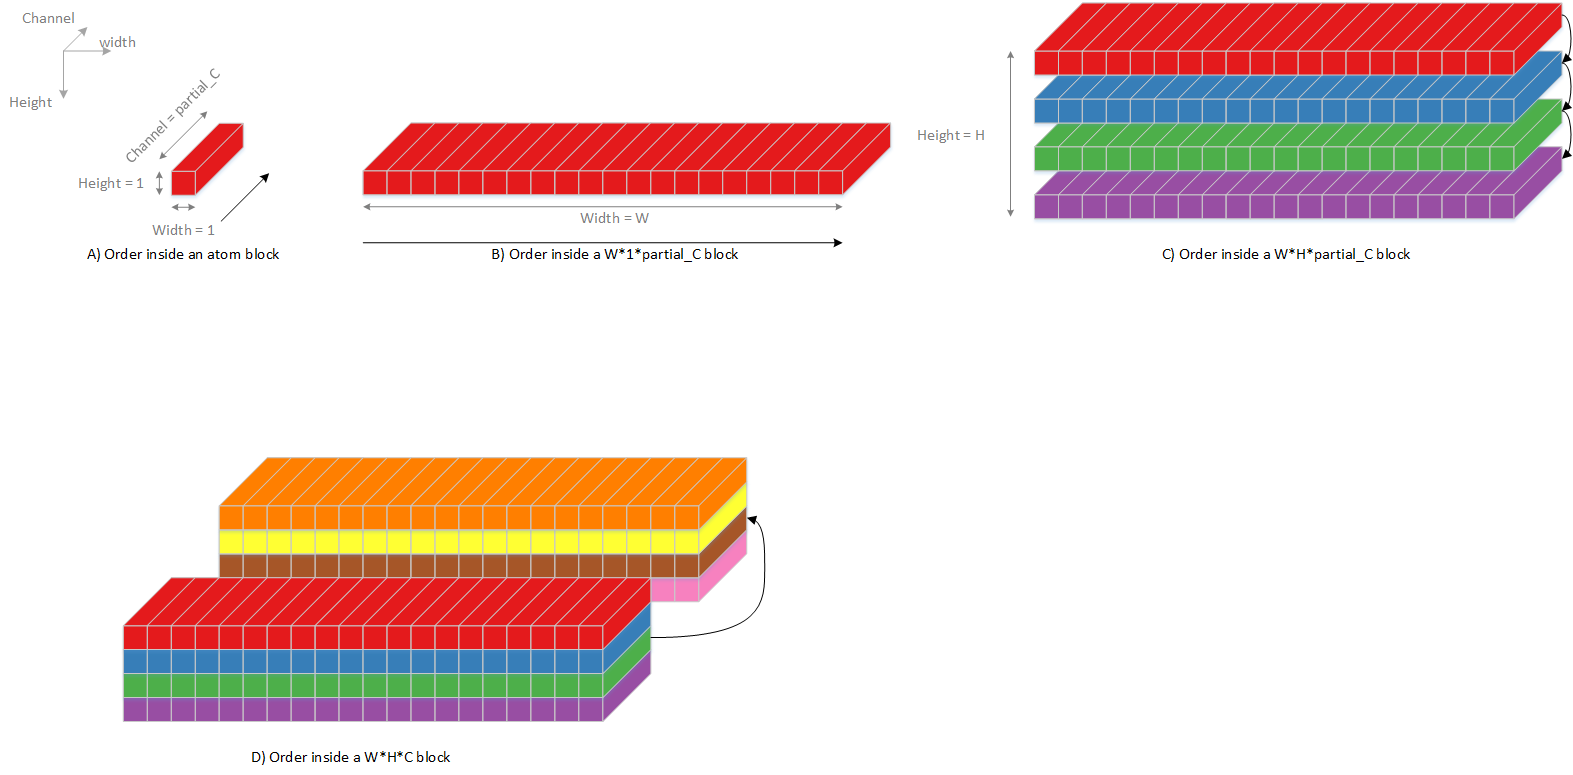 Channel
width
Height
Channel = partial_C
Height = 1
Width = 1
A) Order inside an atom block
Width = W
B) Order inside a W*1*partial_C block
Height = H
C) Order inside a W*H*partial_C block
D) Order inside a W*H*C block